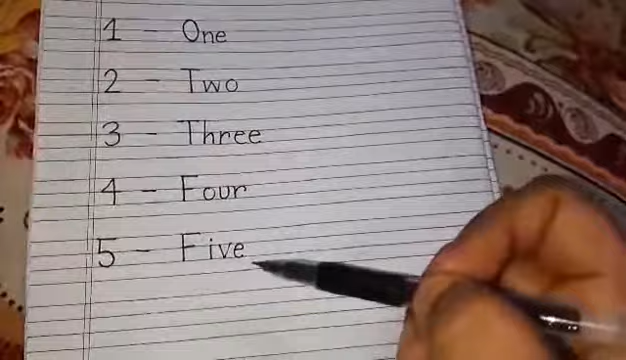 1 - One
2 - Two
3 - Three
4 - Four
5 - Five